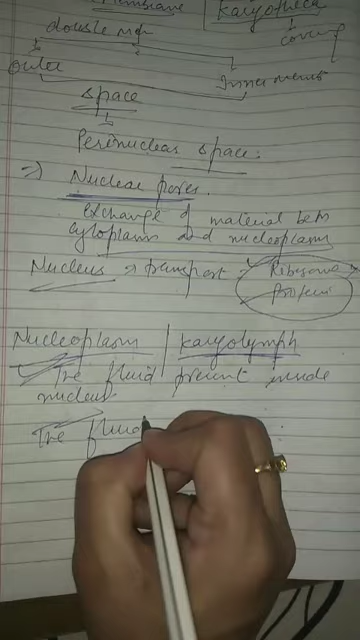 Membrane Karyotheca
double covering
outer Inner memb
space
Perinuclear space.
=) Nuclear pores.
exchange of material betn
cytoplasm and nucleoplasm
Nucleus → transport Ribosome
Protein
Nucleoplasm | karyolymph
The fluid present inside
nucleus
The fluid